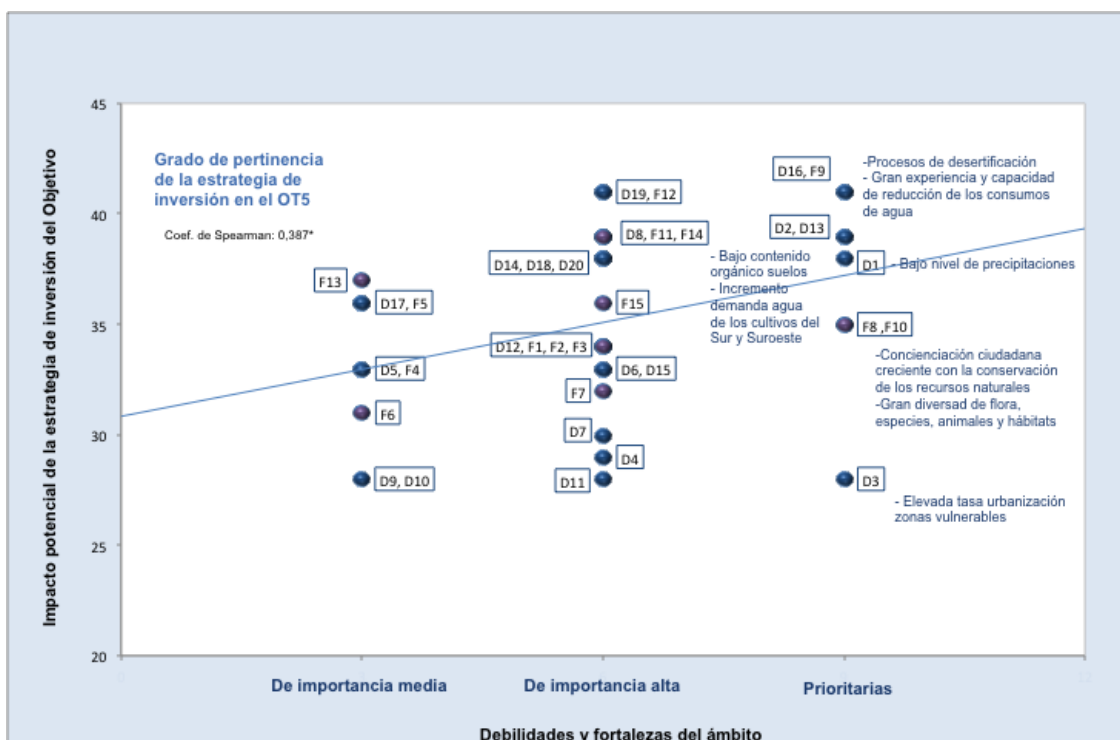 Grado de pertinencia
de la estrategia de
inversión en el OT5
Coef. de Spearman: 0,387*
Impacto potencial de la estrategia de inversión del Objetivo
45
40
35
30
25
20
F13
D17, F5
D5, F4
F6
D9, D10
D19, F12
D8, F11, F14
D14, D18, D20
F15
D12, F1, F2, F3
D6, D15
F7
D7
D4
D11
- Bajo contenido
orgánico suelos
- Incremento
demanda agua
de los cultivos del
Sur y Suroeste
D16, F9
-Procesos de desertificación
- Gran experiencia y capacidad
de reducción de los consumos
de agua
D2, D13
D1
- Bajo nivel de precipitaciones
F8 ,F10
-Concienciación ciudadana
creciente con la conservación
de los recursos naturales
-Gran diversad de flora,
especies, animales y hábitats
D3
- Elevada tasa urbanización
zonas vulnerables
De importancia media
De importancia alta
Prioritarias
Debilidades y fortalezas del ámbito